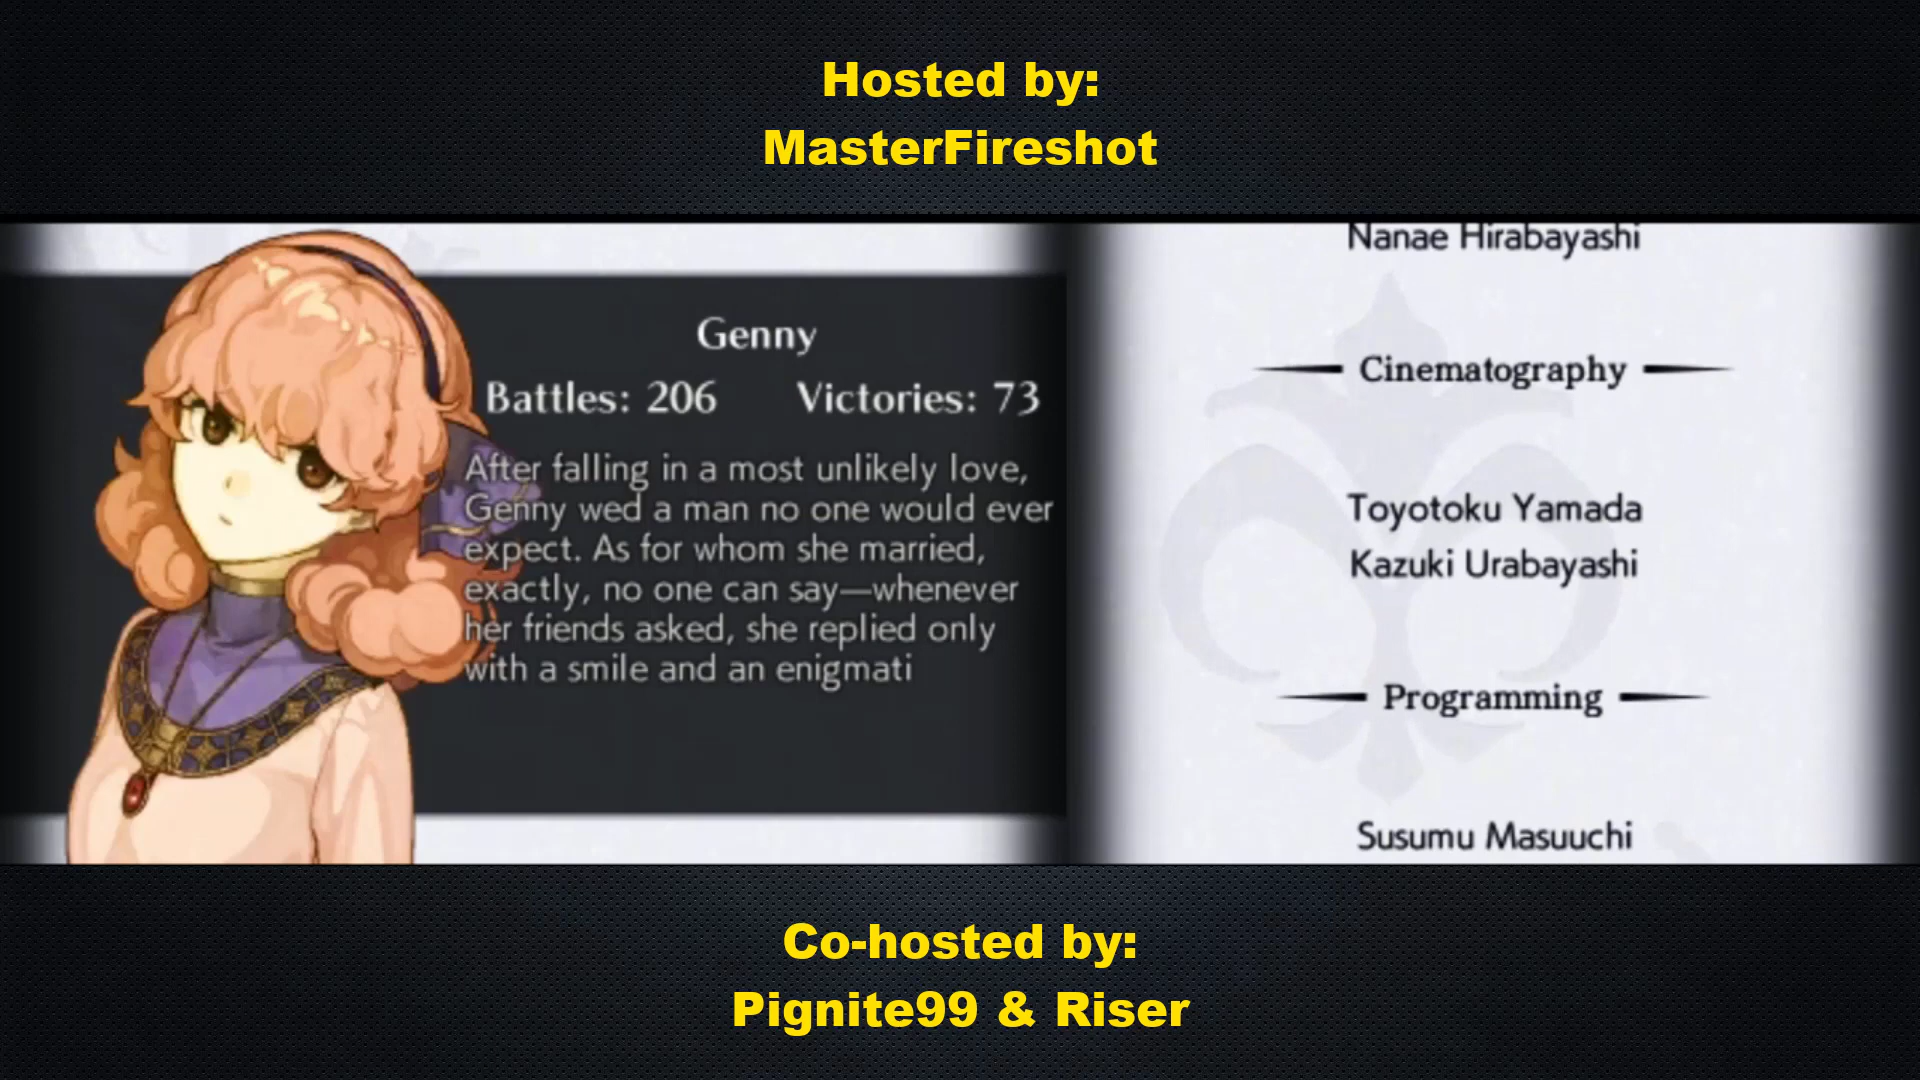 Hosted by:
MasterFireshot
Genny
Battles: 206 Victories: 73
After falling in a most unlikely love,
Genny wed a man no one would ever
expect. As for whom she married,
exactly, no one can say—whenever
her friends asked, she replied only
with a smile and an enigmati
Nanae Hirabayashi
Cinematography
Toyotoku Yamada
Kazuki Urabayashi
Programming
Susumu Masuuchi
Co-hosted by:
Pignite99 & Riser